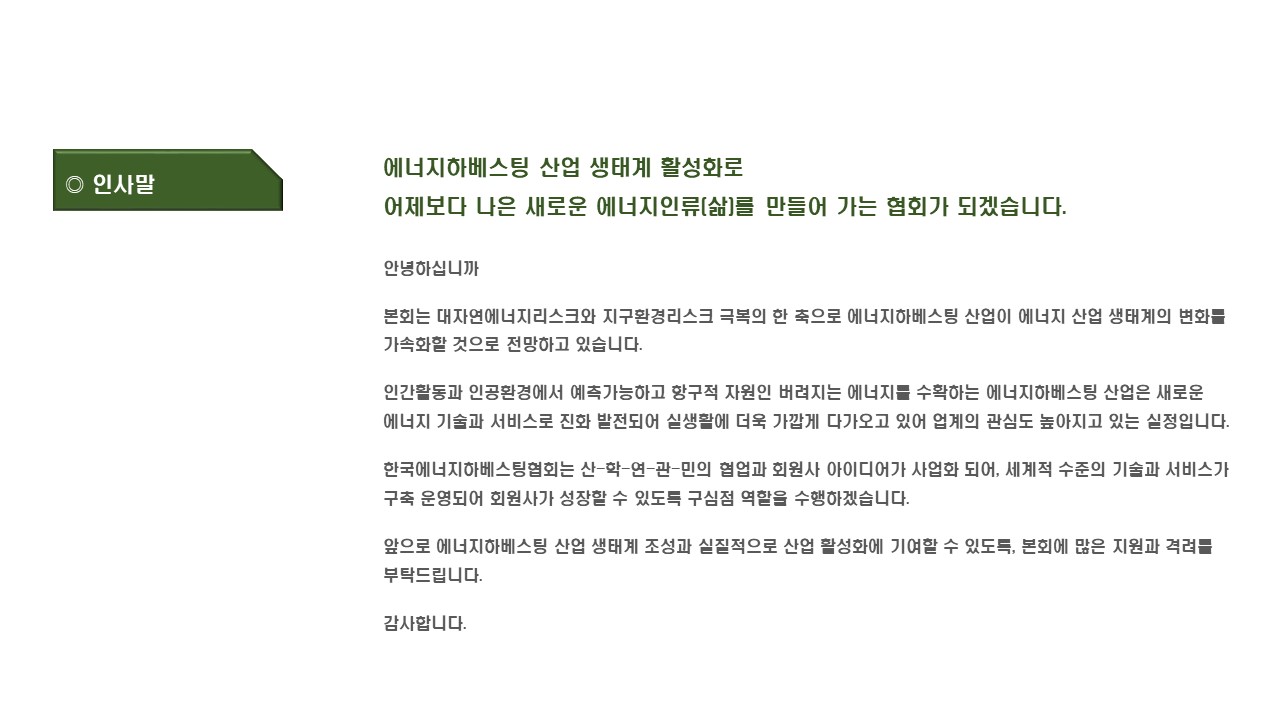 ◎ 인사말
에너지하베스팅 산업 생태계 활성화로
어제보다 나은 새로운 에너지인류(삶)를 만들어 가는 협회가 되겠습니다.
안녕하십니까
본회는 대자연에너지리스크와 지구환경리스크 극복의 한 축으로 에너지하베스팅 산업이 에너지 산업 생태계의 변화를
가속화할 것으로 전망하고 있습니다.
인간활동과 인공환경에서 예측가능하고 항구적 자원인 버려지는 에너지를 수확하는 에너지하베스팅 산업은 새로운
에너지 기술과 서비스로 진화 발전되어 실생활에 더욱 가깝게 다가오고 있어 업계의 관심도 높아지고 있는 실정입니다.
한국에너지하베스팅협회는 산-학-연-관-민의 협업과 회원사 아이디어가 사업화 되어, 세계적 수준의 기술과 서비스가
구축 운영되어 회원사가 성장할 수 있도록 구심점 역할을 수행하겠습니다.
앞으로 에너지하베스팅 산업 생태계 조성과 실질적으로 산업 활성화에 기여할 수 있도록, 본회에 많은 지원과 격려를
부탁드립니다.
감사합니다.